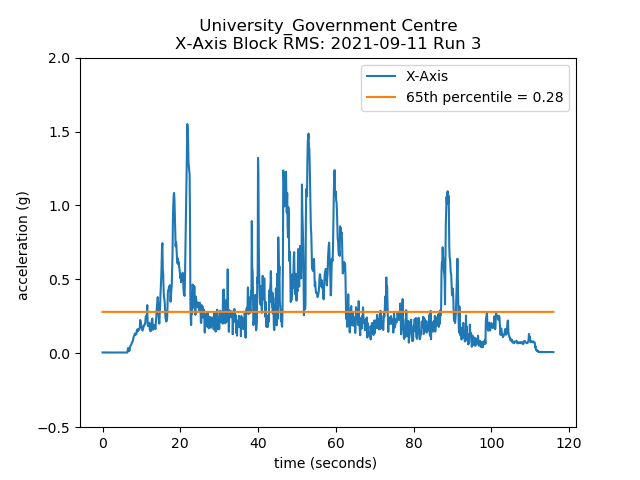 University_Government Centre
X-Axis Block RMS: 2021-09-11 Run 3
X-Axis
65th percentile = 0.28
2.0
1.5
1.0
0.5
0.0
−0.5
acceleration (g)
0 20 40 60 80 100 120
time (seconds)